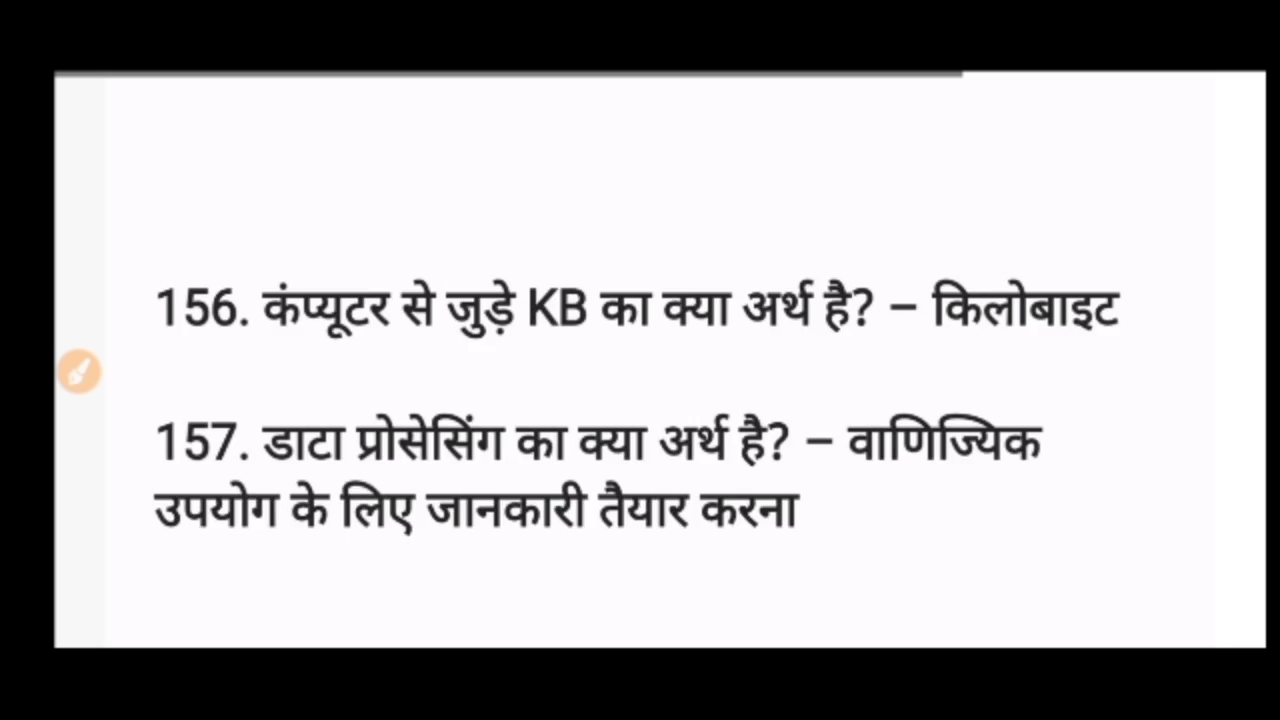 156. कंप्यूटर से जुड़े KB का क्या अर्थ है? – किलोबाइट
157. डाटा प्रोसेसिंग का क्या अर्थ है? – वाणिज्यिक
उपयोग के लिए जानकारी तैयार करना